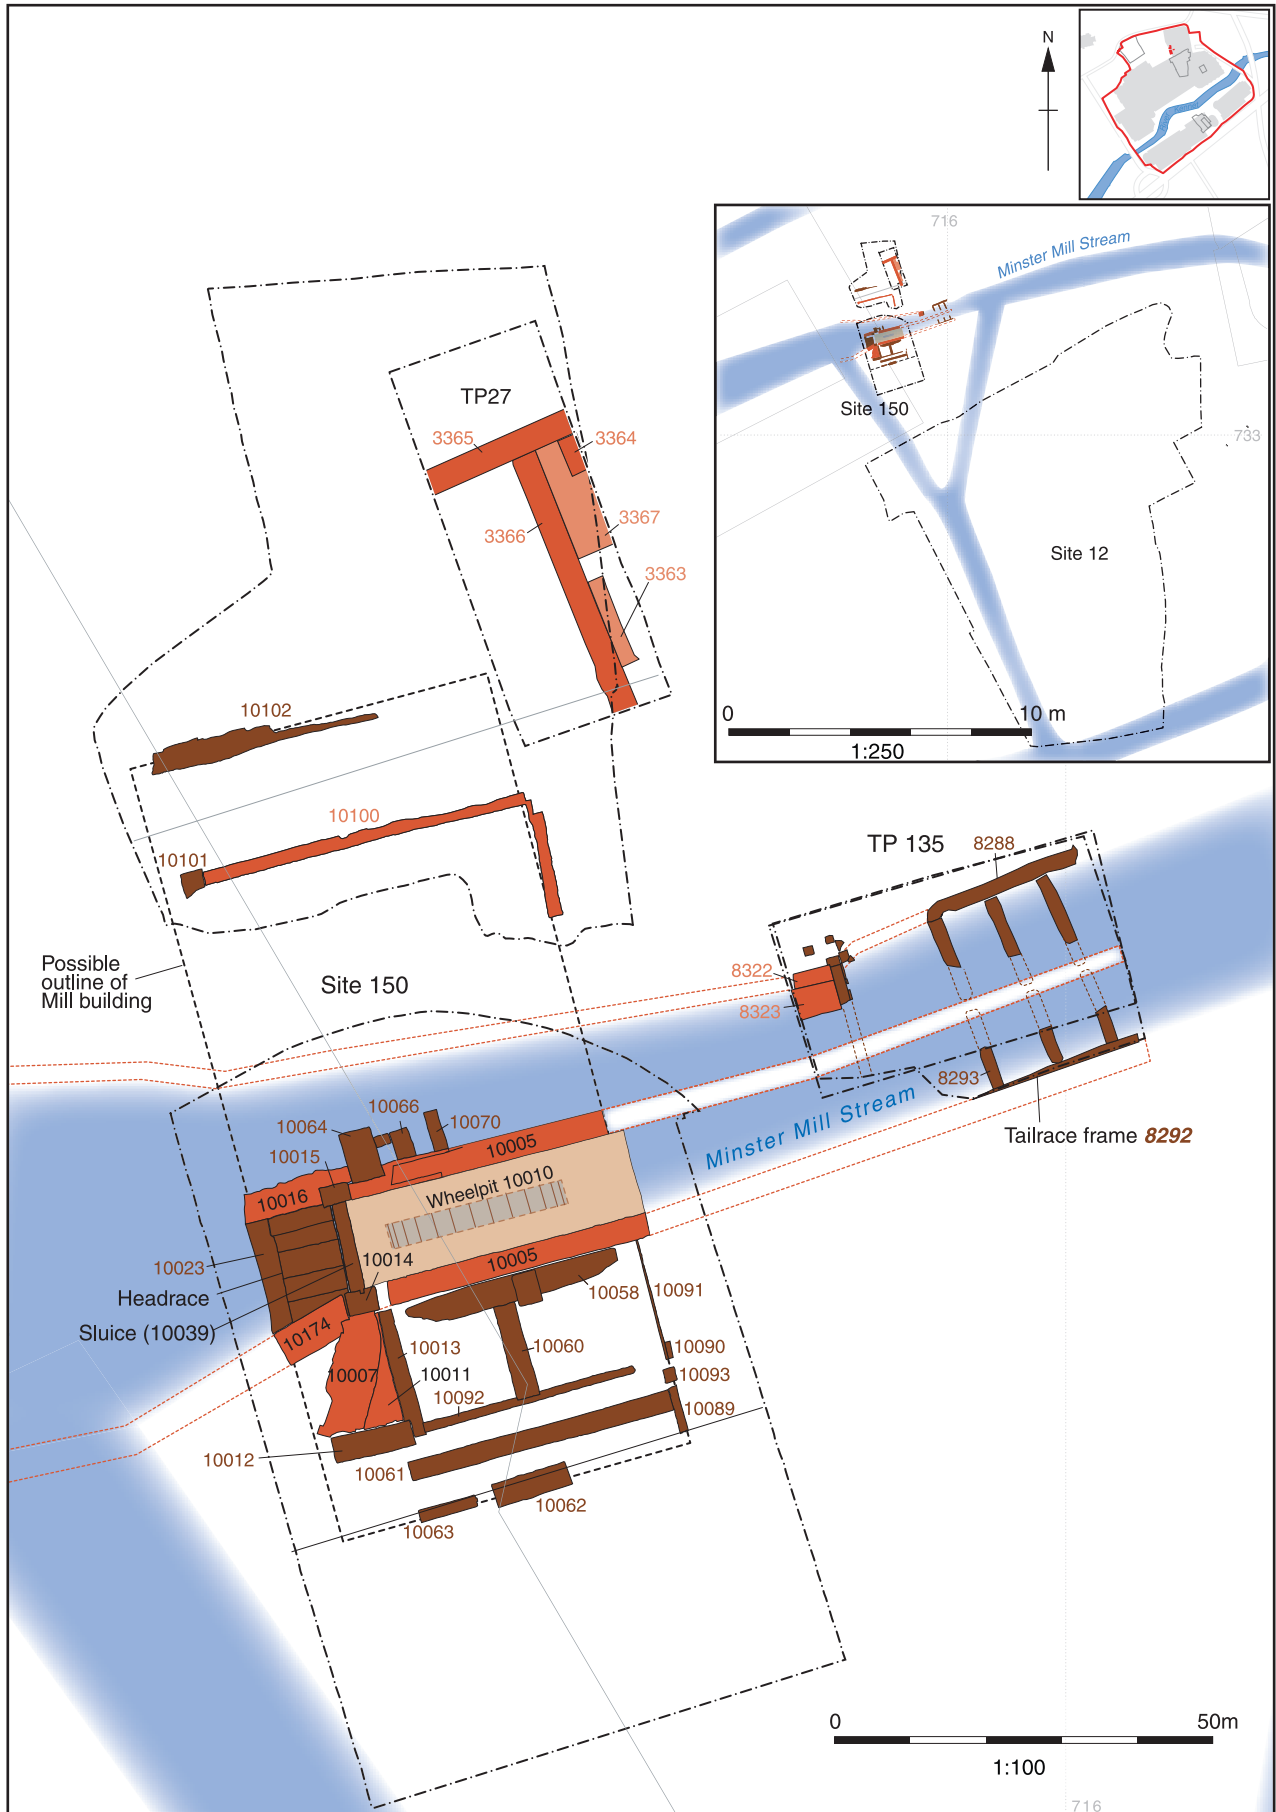 N
716
Minster Mill Stream
Site 150
733
Site 12
0
10 m
1:250
TP27
3365
3364
3366
3367
3363
10102
10100
10101
Possible
outline of
Mill building
Site 150
TP 135
8288
8322
8323
8293
Minster Mill Stream
Tailrace frame 8292
10066
10064
10070
10015
10005
10016
Wheelpit 10010
10023
10014
10005
Headrace
10058
10091
Sluice (10039)
10174
10013
10060
10090
10007
10011
10093
10092
10089
10012
10061
10062
10063
0
50m
1:100
716